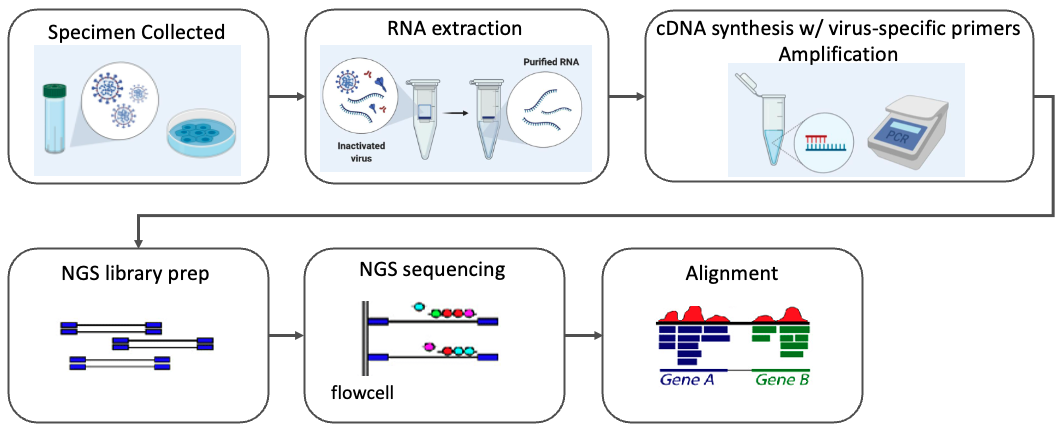 Specimen Collected
RNA extraction
Purified RNA
Inactivated
virus
cDNA synthesis w/ virus-specific primers
Amplification
PCR
NGS library prep
NGS sequencing
flowcell
Alignment
Gene A
Gene B